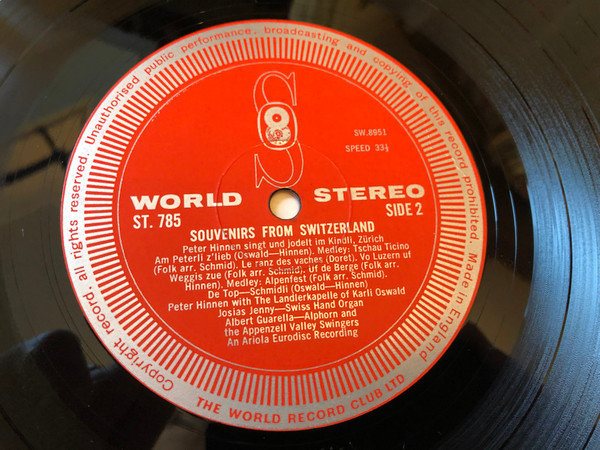 Copyright record. all rights reserved. Unauthorised public performance, broadcasting and copying of this record prohibited. Made in England
SW.8951
SPEED 33⅓
WORLD STEREO
ST. 785 SIDE 2
SOUVENIRS FROM SWITZERLAND
Peter Hinnen singt und jodelt im Kindli, Zürich
Am Peterli z'lieb (Oswald—Hinnen). Medley: Tschau Ticino
(Folk arr. Schmid). Le ranz des vaches (Doret). Vo Luzern uf
Weggis zue (Folk arr. Schmid). Uf de Berge (Folk arr.
Hinnen). Medley: Alpenfest (Folk arr. Schmid).
De Top—Schmidli (Oswald—Hinnen)
Peter Hinnen with The Landlerkapelle of Karli Oswald
Josias Jenny—Swiss Hand Organ
Albert Guarella—Alphorn and
the Appenzell Valley Swingers
An Ariola Eurodisc Recording
THE WORLD RECORD CLUB LTD